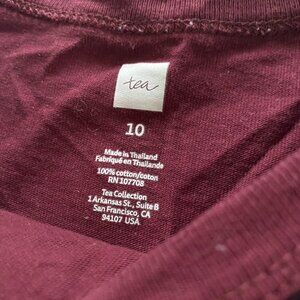 tea
10
Made in Thailand
Fabriqué en Thaïlande
100% cotton/coton
RN 107708
Tea Collection
1 Arkansas St., Suite B
San Francisco, CA
94107 USA